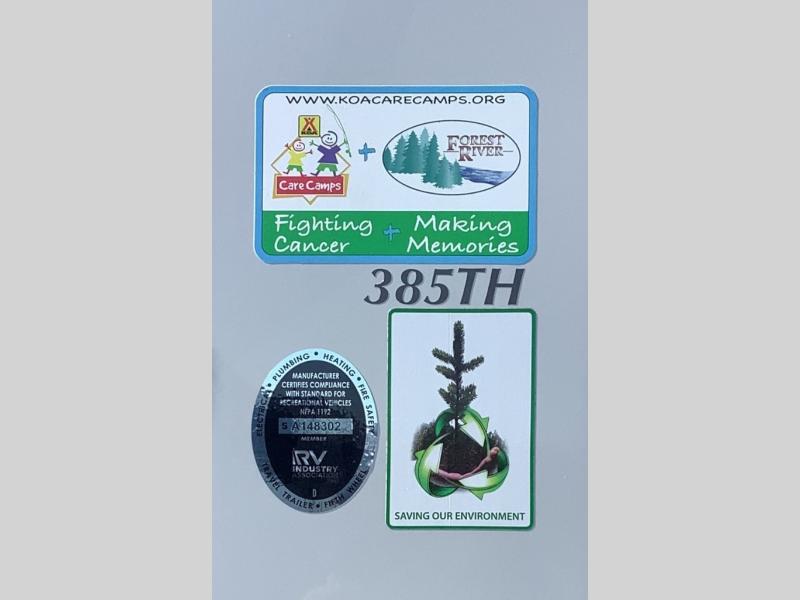 WWW.KOACARECAMPS.ORG
KOA
Care Camps
+
FOREST RIVER
Fighting Cancer + Making Memories
385TH
ELECTRICAL • PLUMBING • HEATING • FIRE SAFETY
MANUFACTURER
CERTIFIES COMPLIANCE
WITH STANDARD FOR
RECREATIONAL VEHICLES
NFPA 1192
S A148302
MEMBER
RV
INDUSTRY
ASSOCIATION
D
TRAVEL TRAILER • FIFTH WHEEL
SAVING OUR ENVIRONMENT